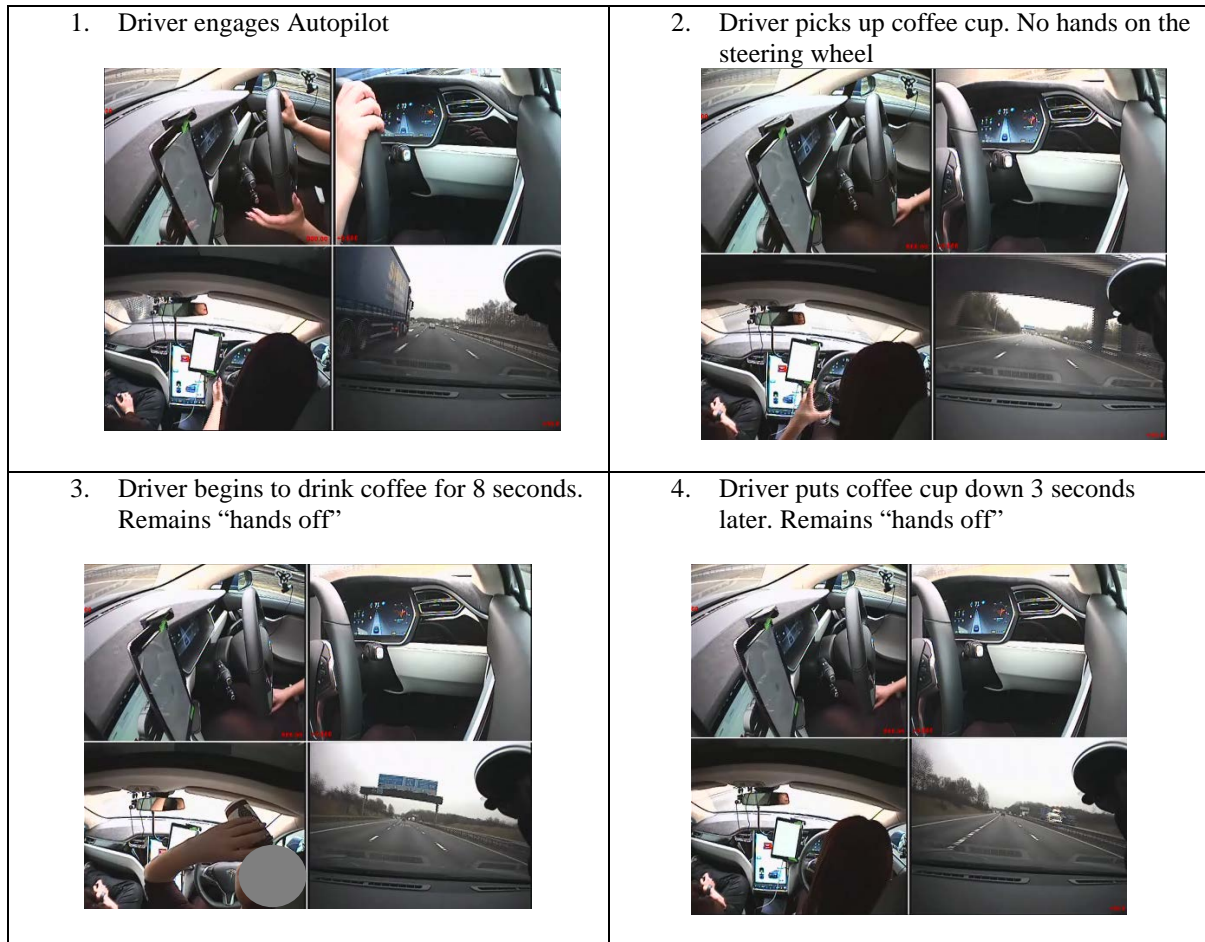 1. Driver engages Autopilot
2. Driver picks up coffee cup. No hands on the
steering wheel
3. Driver begins to drink coffee for 8 seconds.
Remains “hands off”
4. Driver puts coffee cup down 3 seconds
later. Remains “hands off”